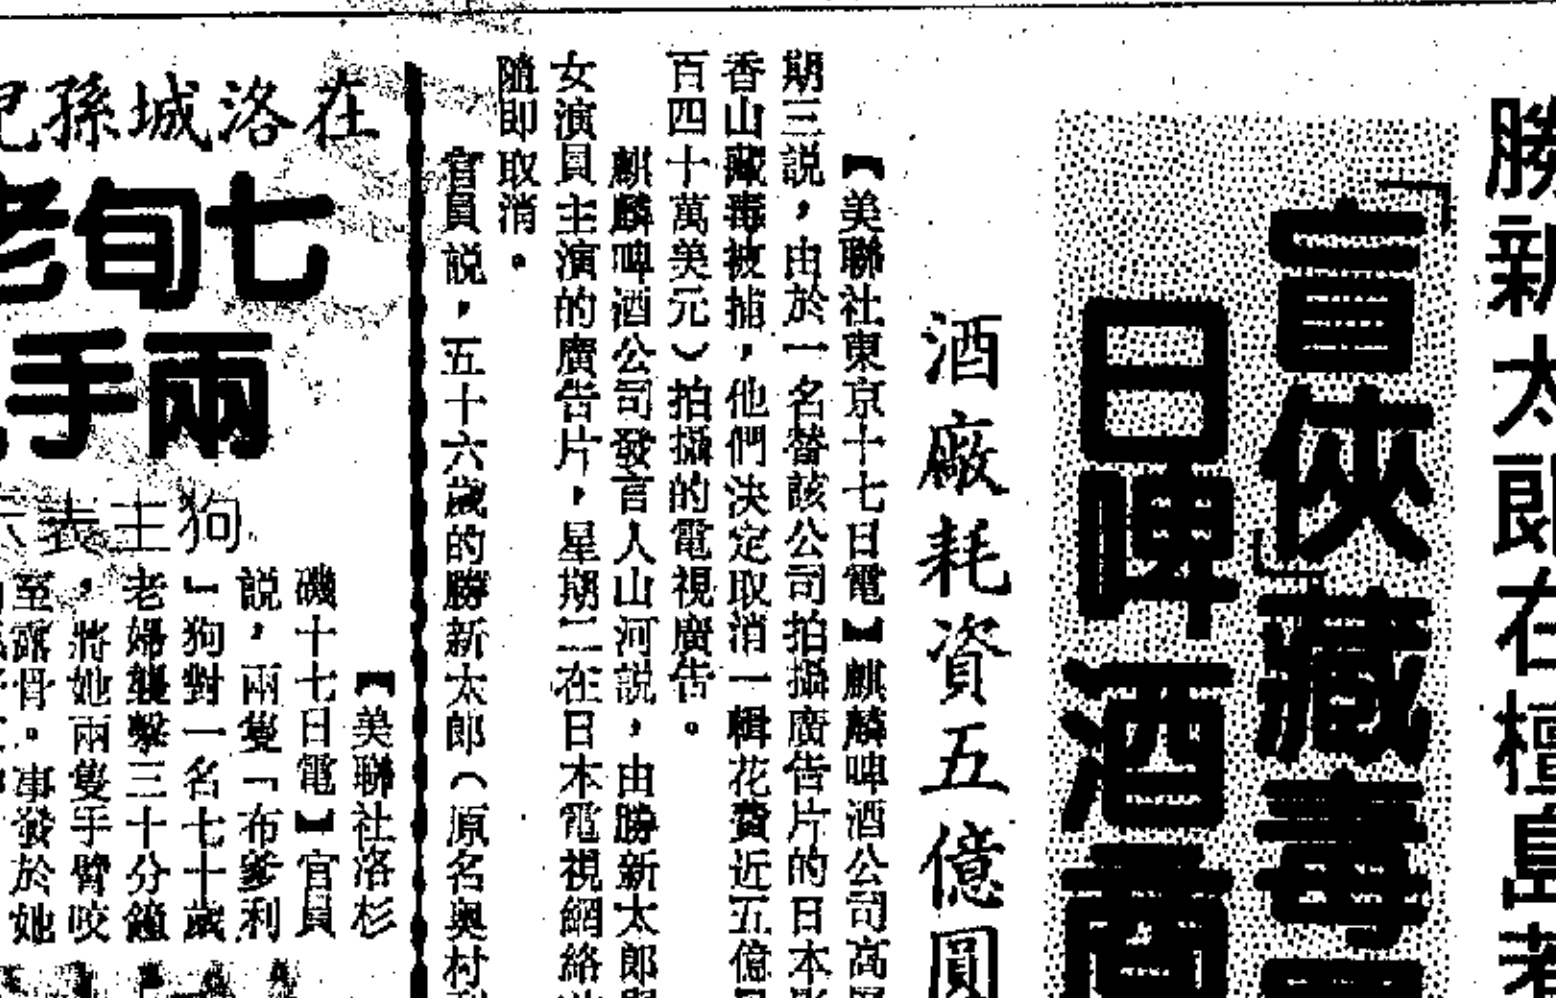 勝新太郎在檀島
「盲俠」藏毒
日啤酒商
酒廠耗資五億圓
【美聯社東京十七日電】麒麟啤酒公司高
期三説，由於一名替該公司拍攝廣告片的日本
香山藏毒被捕，他們決定取消一輯花費近五億
百四十萬美元）拍攝的電視廣告。
麒麟啤酒公司發言人山河説，由勝新太郎
女演員主演的廣告片，星期二在日本電視網絡
隨即取消。
官員説，五十六歲的勝新太郎（原名奥村
在洛城孫
七旬老
兩手
狗主表示
【美聯社洛杉
磯十七日電】官員
説，兩隻「布爹利
」狗對一名七十歲
老婦襲擊三十分鐘
，將她兩隻手臂咬
至露骨。事發於她